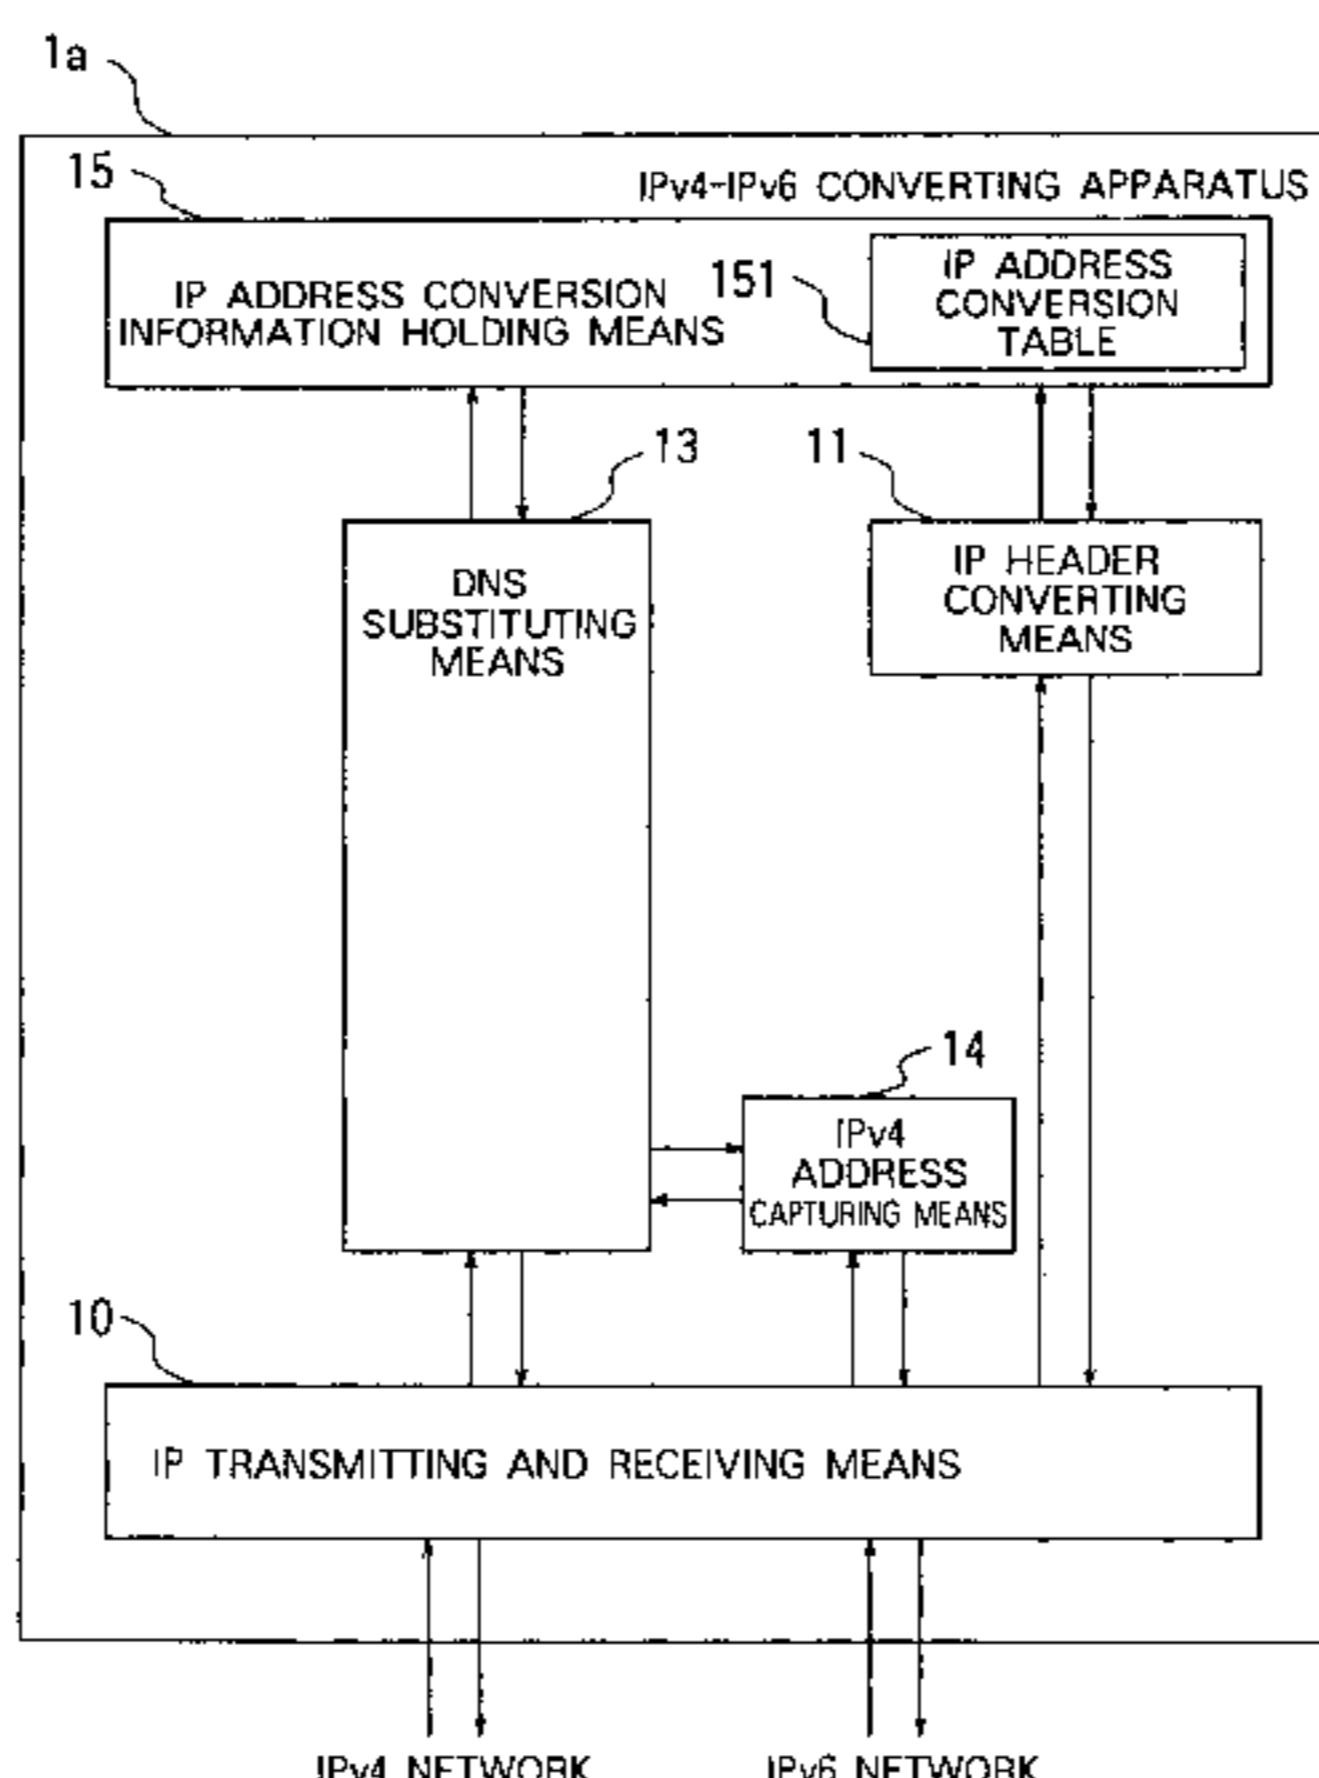 1a
15
IPv4-IPv6 CONVERTING APPARATUS
IP ADDRESS CONVERSION
INFORMATION HOLDING MEANS
151
IP ADDRESS
CONVERSION
TABLE
13
11
DNS
SUBSTITUTING
MEANS
IP HEADER
CONVERTING
MEANS
14
IPv4
ADDRESS
CAPTURING MEANS
10
IP TRANSMITTING AND RECEIVING MEANS
IPv4 NETWORK
IPv6 NETWORK